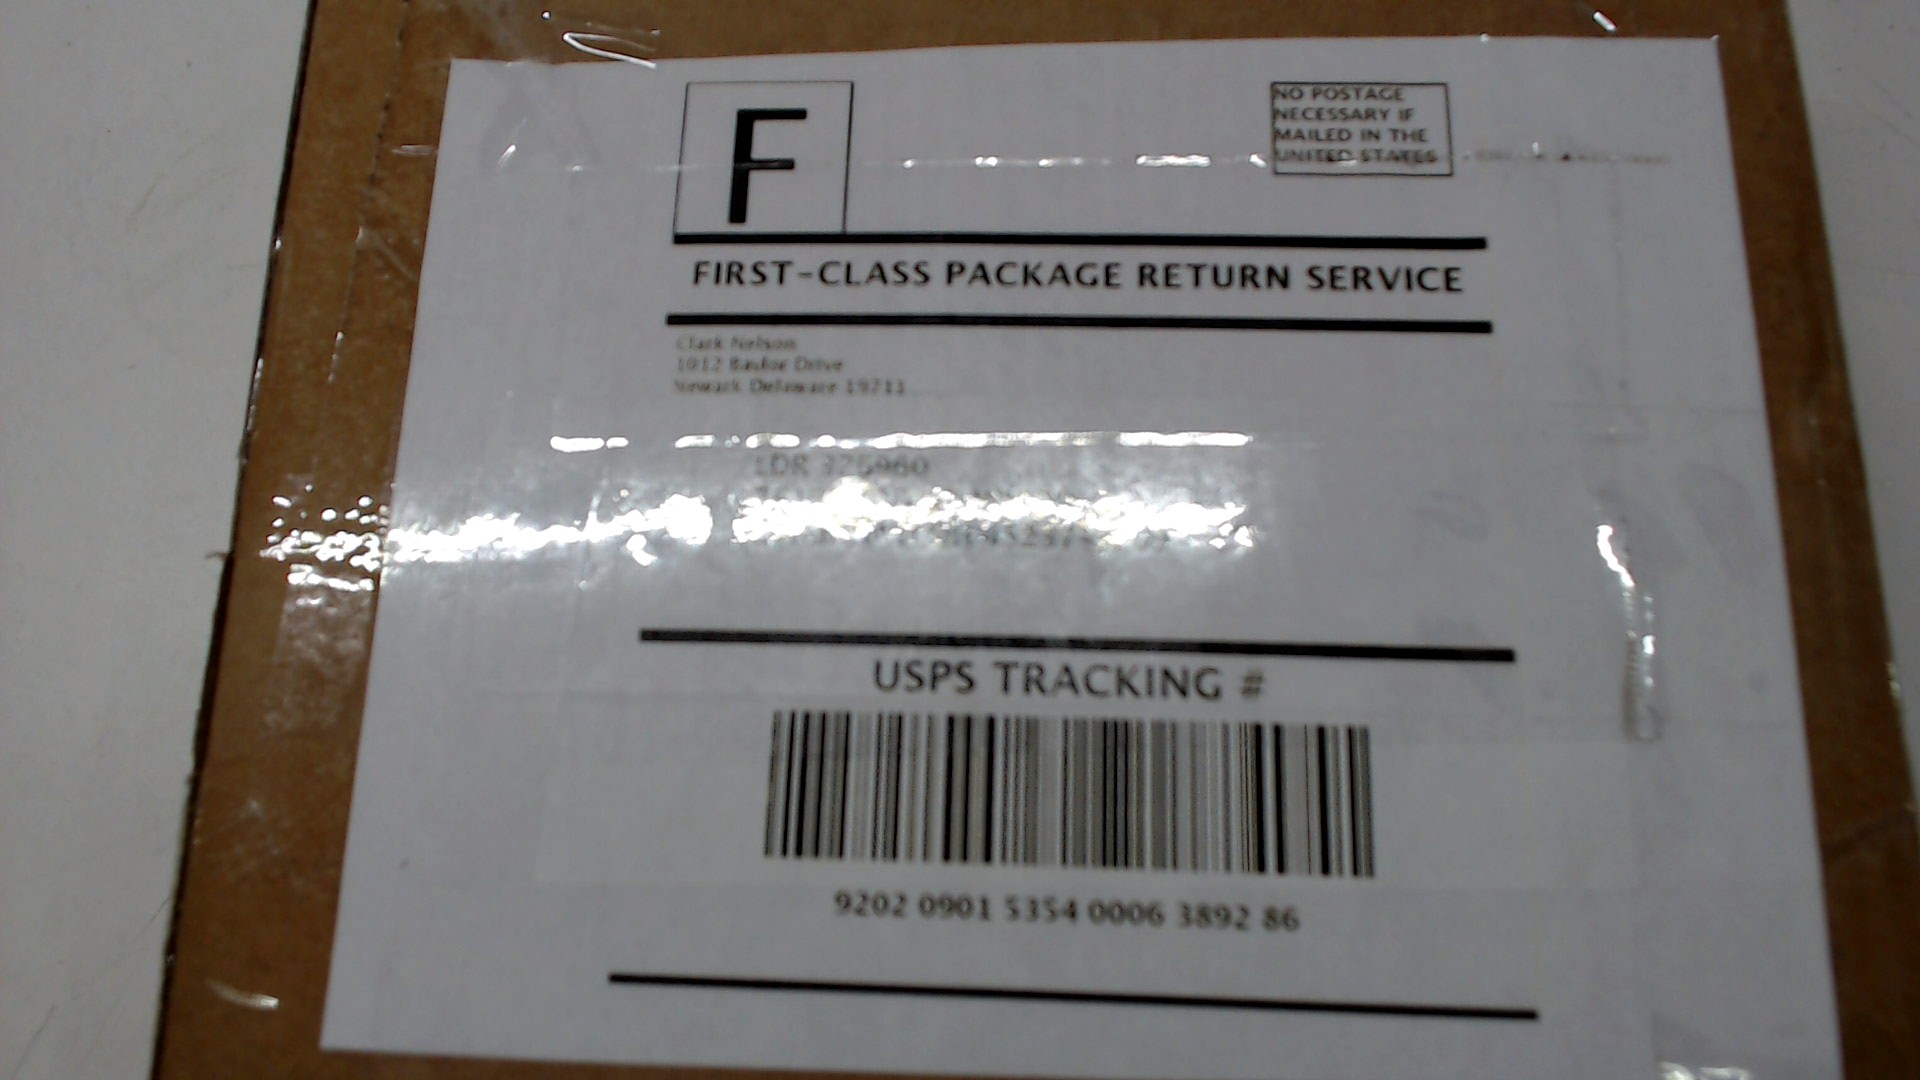 F
NO POSTAGE
NECESSARY IF
MAILED IN THE
UNITED STATES
FIRST-CLASS PACKAGE RETURN SERVICE
Clark Nelson
1012 Baylor Drive
Newark Delaware 19711
LDR
USPS TRACKING #
9202 0901 5354 0006 3892 86